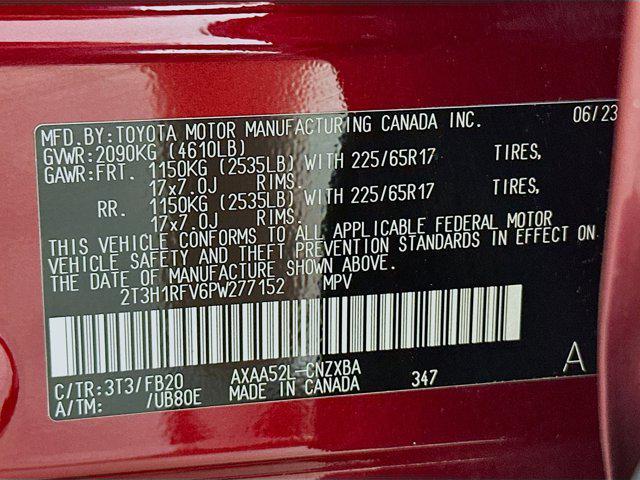 MFD.BY:TOYOTA MOTOR MANUFACTURING CANADA INC. 06/23
GVWR:2090KG (4610LB)
GAWR:FRT. 1150KG (2535LB) WITH 225/65R17 TIRES,
17x7.0J RIMS.
RR. 1150KG (2535LB) WITH 225/65R17 TIRES,
17x7.0J RIMS.
THIS VEHICLE CONFORMS TO ALL APPLICABLE FEDERAL MOTOR
VEHICLE SAFETY AND THEFT PREVENTION STANDARDS IN EFFECT ON
THE DATE OF MANUFACTURE SHOWN ABOVE.
2T3H1RFV6PW277152 MPV
C/TR:3T3/FB20 AXAA52L-CNZXBA A
A/TM: /UB80E MADE IN CANADA 347